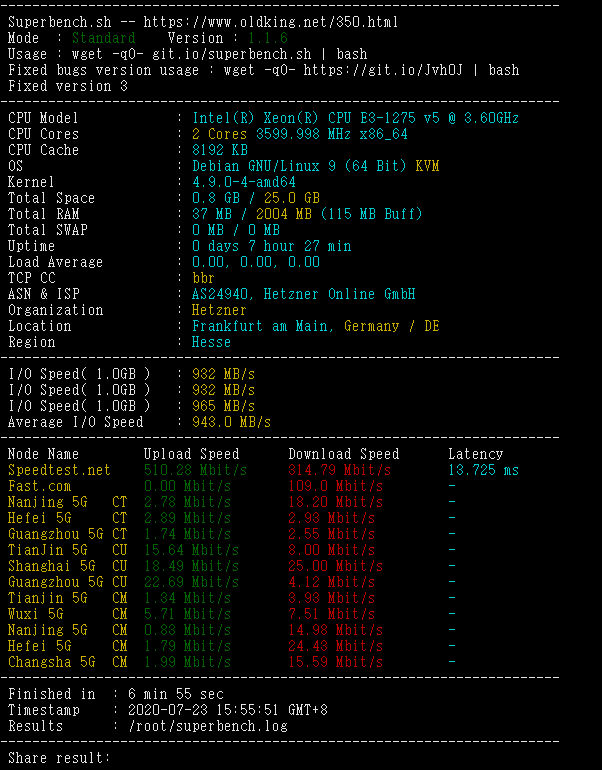 Superbench.sh -- https://www.oldking.net/350.html
Mode  : Standard    Version : 1.1.6
Usage : wget -qO- git.io/superbench.sh | bash
Fixed bugs version usage : wget -qO- https://git.io/JvhOJ | bash
Fixed version 3
CPU Model            : Intel(R) Xeon(R) CPU E3-1275 v5 @ 3.60GHz
CPU Cores            : 2 Cores 3599.998 MHz x86_64
CPU Cache            : 8192 KB
OS                   : Debian GNU/Linux 9 (64 Bit) KVM
Kernel               : 4.9.0-4-amd64
Total Space          : 0.8 GB / 25.0 GB
Total RAM            : 37 MB / 2004 MB (115 MB Buff)
Total SWAP           : 0 MB / 0 MB
Uptime               : 0 days 7 hour 27 min
Load Average         : 0.00, 0.00, 0.00
TCP CC               : bbr
ASN & ISP            : AS24940, Hetzner Online GmbH
Organization         : Hetzner
Location             : Frankfurt am Main, Germany / DE
Region               : Hesse
I/O Speed( 1.0GB )   : 932 MB/s
I/O Speed( 1.0GB )   : 932 MB/s
I/O Speed( 1.0GB )   : 965 MB/s
Average I/O Speed    : 943.0 MB/s
Node Name        Upload Speed      Download Speed      Latency
Speedtest.net    510.28 Mbit/s     314.79 Mbit/s       13.725 ms
Fast.com         0.00 Mbit/s       109.0 Mbit/s        -
Nanjing 5G   CT  2.78 Mbit/s       18.20 Mbit/s        -
Hefei 5G     CT  2.89 Mbit/s       2.93 Mbit/s         -
Guangzhou 5G CT  1.74 Mbit/s       2.55 Mbit/s         -
TianJin 5G   CU  15.64 Mbit/s      8.00 Mbit/s         -
Shanghai 5G  CU  18.49 Mbit/s      25.00 Mbit/s        -
Guangzhou 5G CU  22.69 Mbit/s      4.12 Mbit/s         -
Tianjin 5G   CM  1.34 Mbit/s       3.93 Mbit/s         -
Wuxi 5G      CM  5.71 Mbit/s       7.51 Mbit/s         -
Nanjing 5G   CM  0.83 Mbit/s       14.98 Mbit/s        -
Hefei 5G     CM  1.79 Mbit/s       24.43 Mbit/s        -
Changsha 5G  CM  1.99 Mbit/s       15.59 Mbit/s        -
Finished in  : 6 min 55 sec
Timestamp    : 2020-07-23 15:55:51 GMT+8
Results      : /root/superbench.log
Share result: